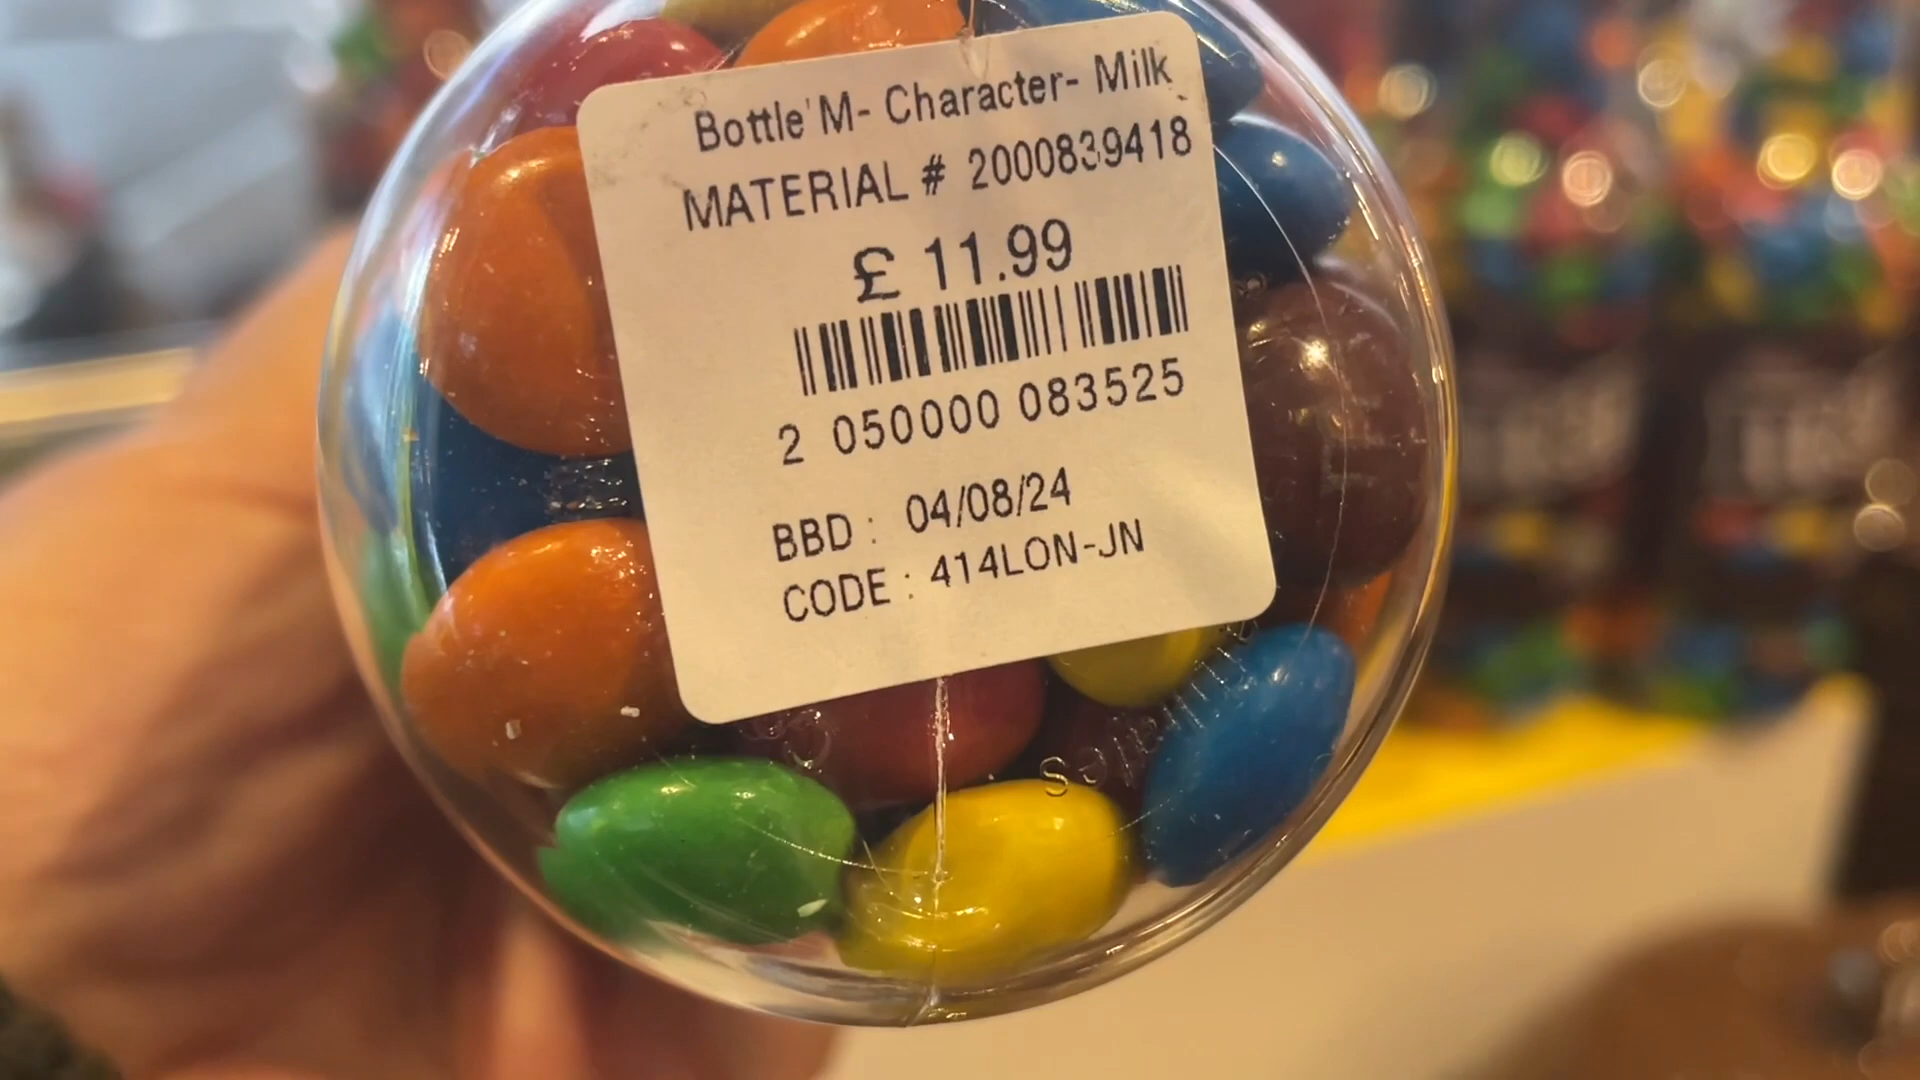 Bottle'M- Character- Milk
MATERIAL # 2000839418
£ 11.99
2 050000 083525
BBD : 04/08/24
CODE : 414LON-JN